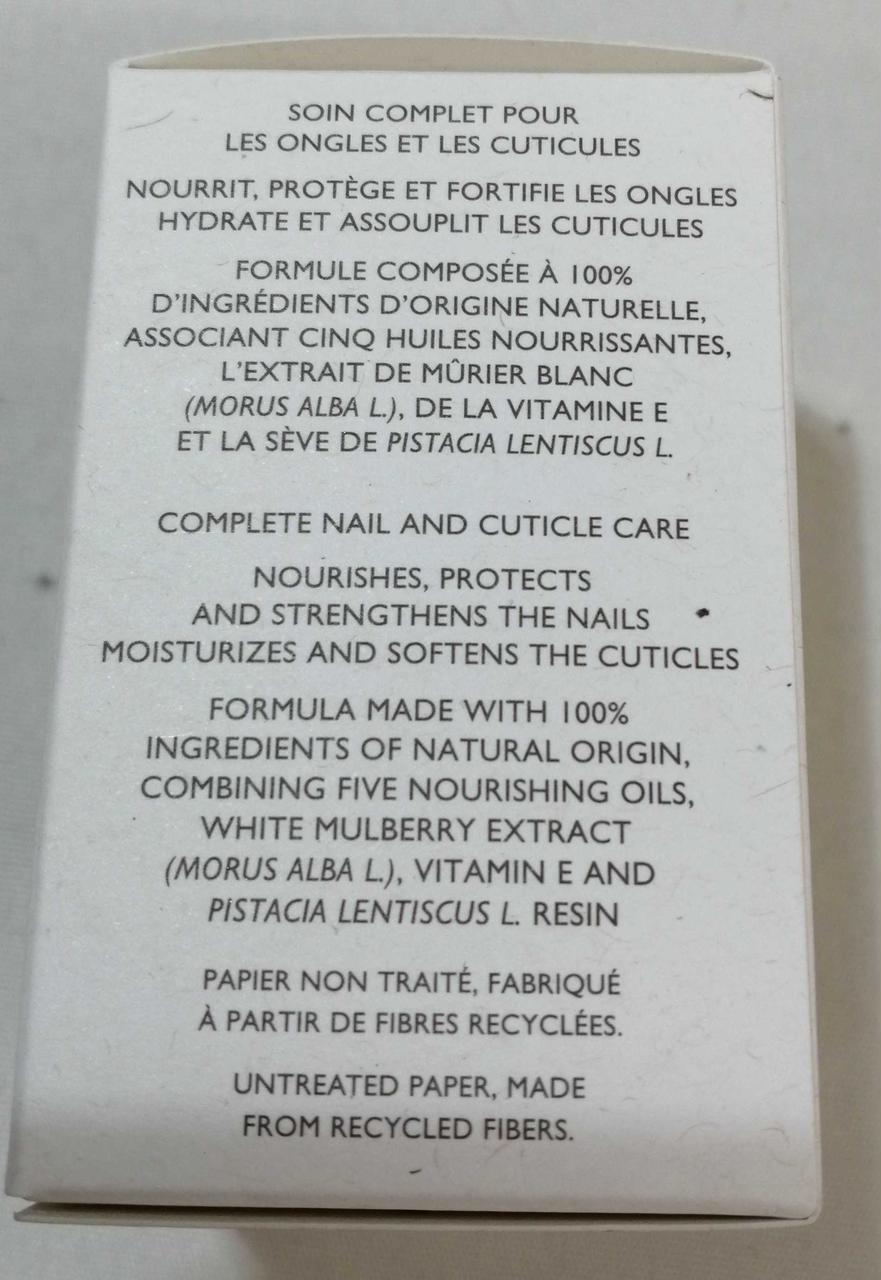 SOIN COMPLET POUR
LES ONGLES ET LES CUTICULES
NOURRIT, PROTÈGE ET FORTIFIE LES ONGLES
HYDRATE ET ASSOUPLIT LES CUTICULES
FORMULE COMPOSÉE À 100%
D'INGRÉDIENTS D'ORIGINE NATURELLE,
ASSOCIANT CINQ HUILES NOURRISSANTES,
L'EXTRAIT DE MÛRIER BLANC
(MORUS ALBA L.), DE LA VITAMINE E
ET LA SÈVE DE PISTACIA LENTISCUS L.
COMPLETE NAIL AND CUTICLE CARE
NOURISHES, PROTECTS
AND STRENGTHENS THE NAILS
MOISTURIZES AND SOFTENS THE CUTICLES
FORMULA MADE WITH 100%
INGREDIENTS OF NATURAL ORIGIN,
COMBINING FIVE NOURISHING OILS,
WHITE MULBERRY EXTRACT
(MORUS ALBA L.), VITAMIN E AND
PISTACIA LENTISCUS L. RESIN
PAPIER NON TRAITÉ, FABRIQUÉ
À PARTIR DE FIBRES RECYCLÉES.
UNTREATED PAPER, MADE
FROM RECYCLED FIBERS.